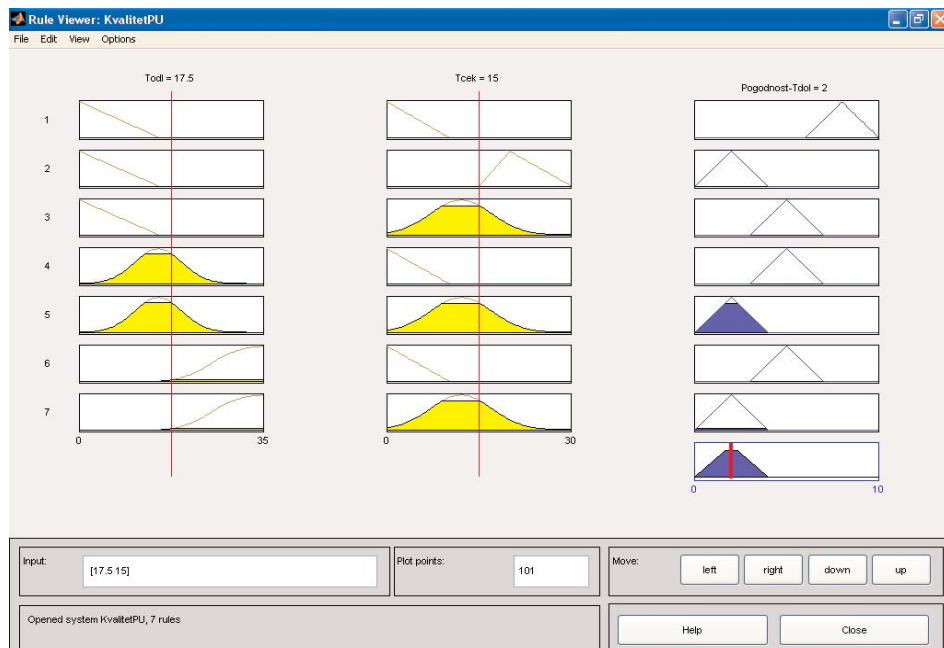 Rule Viewer: KvalitetPU
File Edit View Options
Todl = 17.5
Tcek = 15
Pogodnost-Tdol = 2
1
2
3
4
5
6
7
0 35
0 30
0 10
Input:
[17.5 15]
Plot points:
101
Move:
left
right
down
up
Opened system KvalitetPU, 7 rules
Help
Close